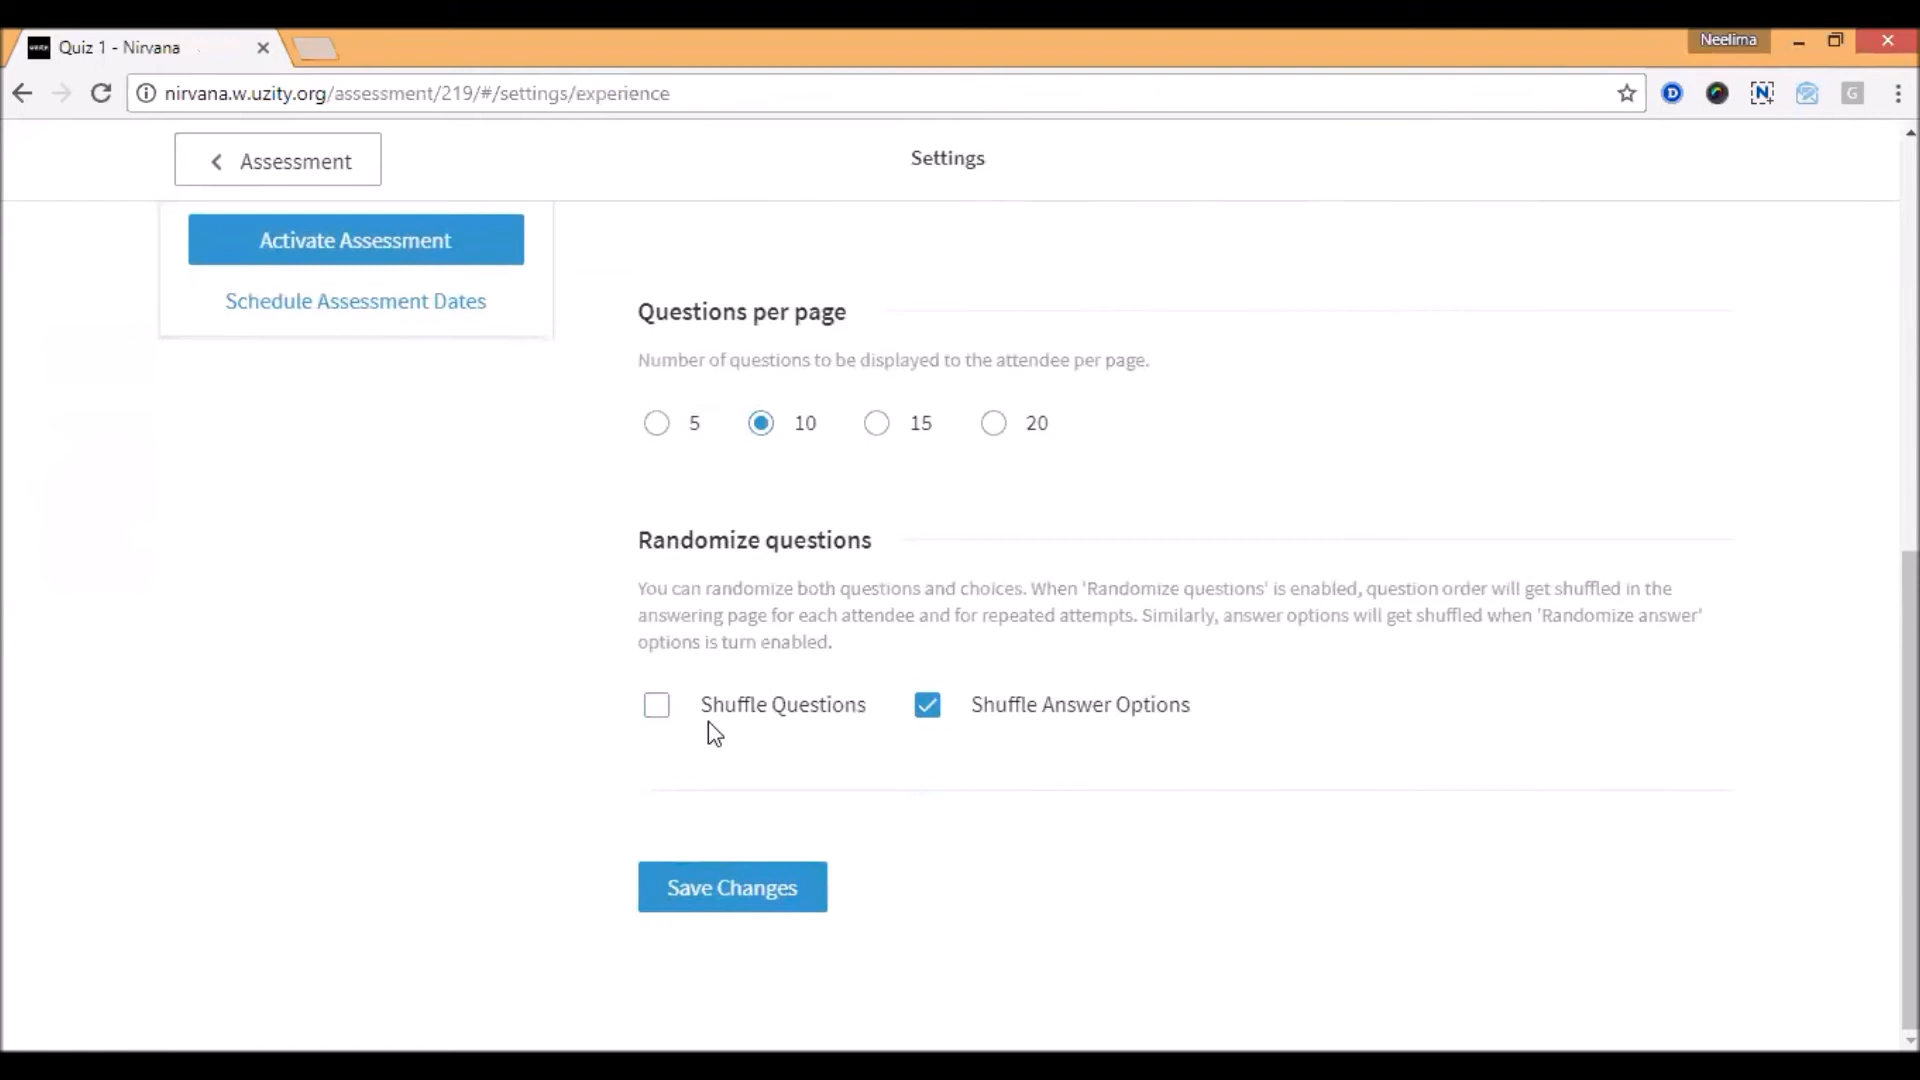 Quiz 1 - Nirvana
Neelima
nirvana.w.uzity.org/assessment/219/#/settings/experience
Assessment
Settings
Activate Assessment
Schedule Assessment Dates
Questions per page
Number of questions to be displayed to the attendee per page.
5 10 15 20
Randomize questions
You can randomize both questions and choices. When 'Randomize questions' is enabled, question order will get shuffled in the
answering page for each attendee and for repeated attempts. Similarly, answer options will get shuffled when 'Randomize answer'
options is turn enabled.
Shuffle Questions Shuffle Answer Options
Save Changes